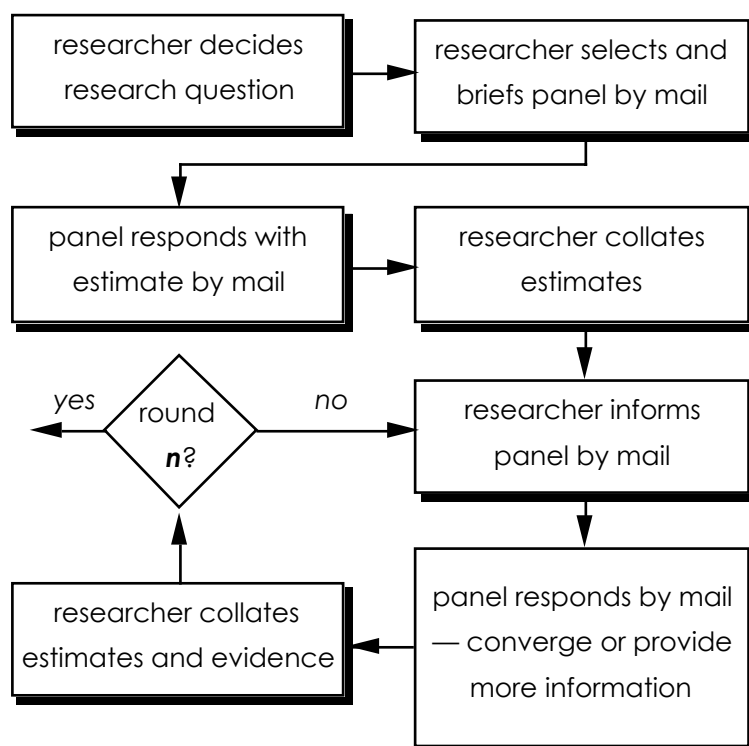 researcher decides
research question
researcher selects and
briefs panel by mail
panel responds with
estimate by mail
researcher collates
estimates
yes
round
n?
no
researcher informs
panel by mail
researcher collates
estimates and evidence
panel responds by mail
— converge or provide
more information